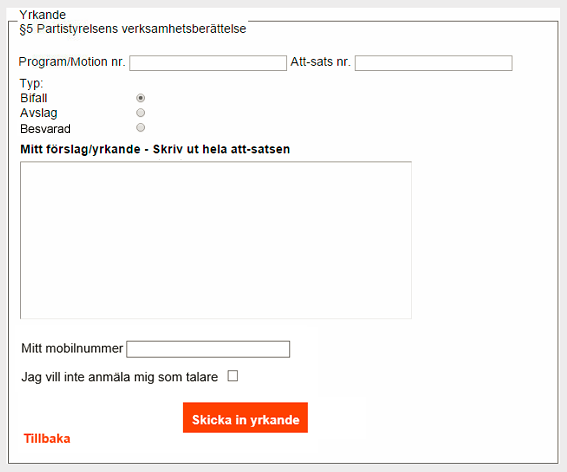 Yrkande
§5 Partistyrelsens verksamhetsberättelse
Program/Motion nr. Att-sats nr.
Typ:
Bifall
Avslag
Besvarad
Mitt förslag/yrkande - Skriv ut hela att-satsen
Mitt mobilnummer
Jag vill inte anmäla mig som talare
Skicka in yrkande
Tillbaka